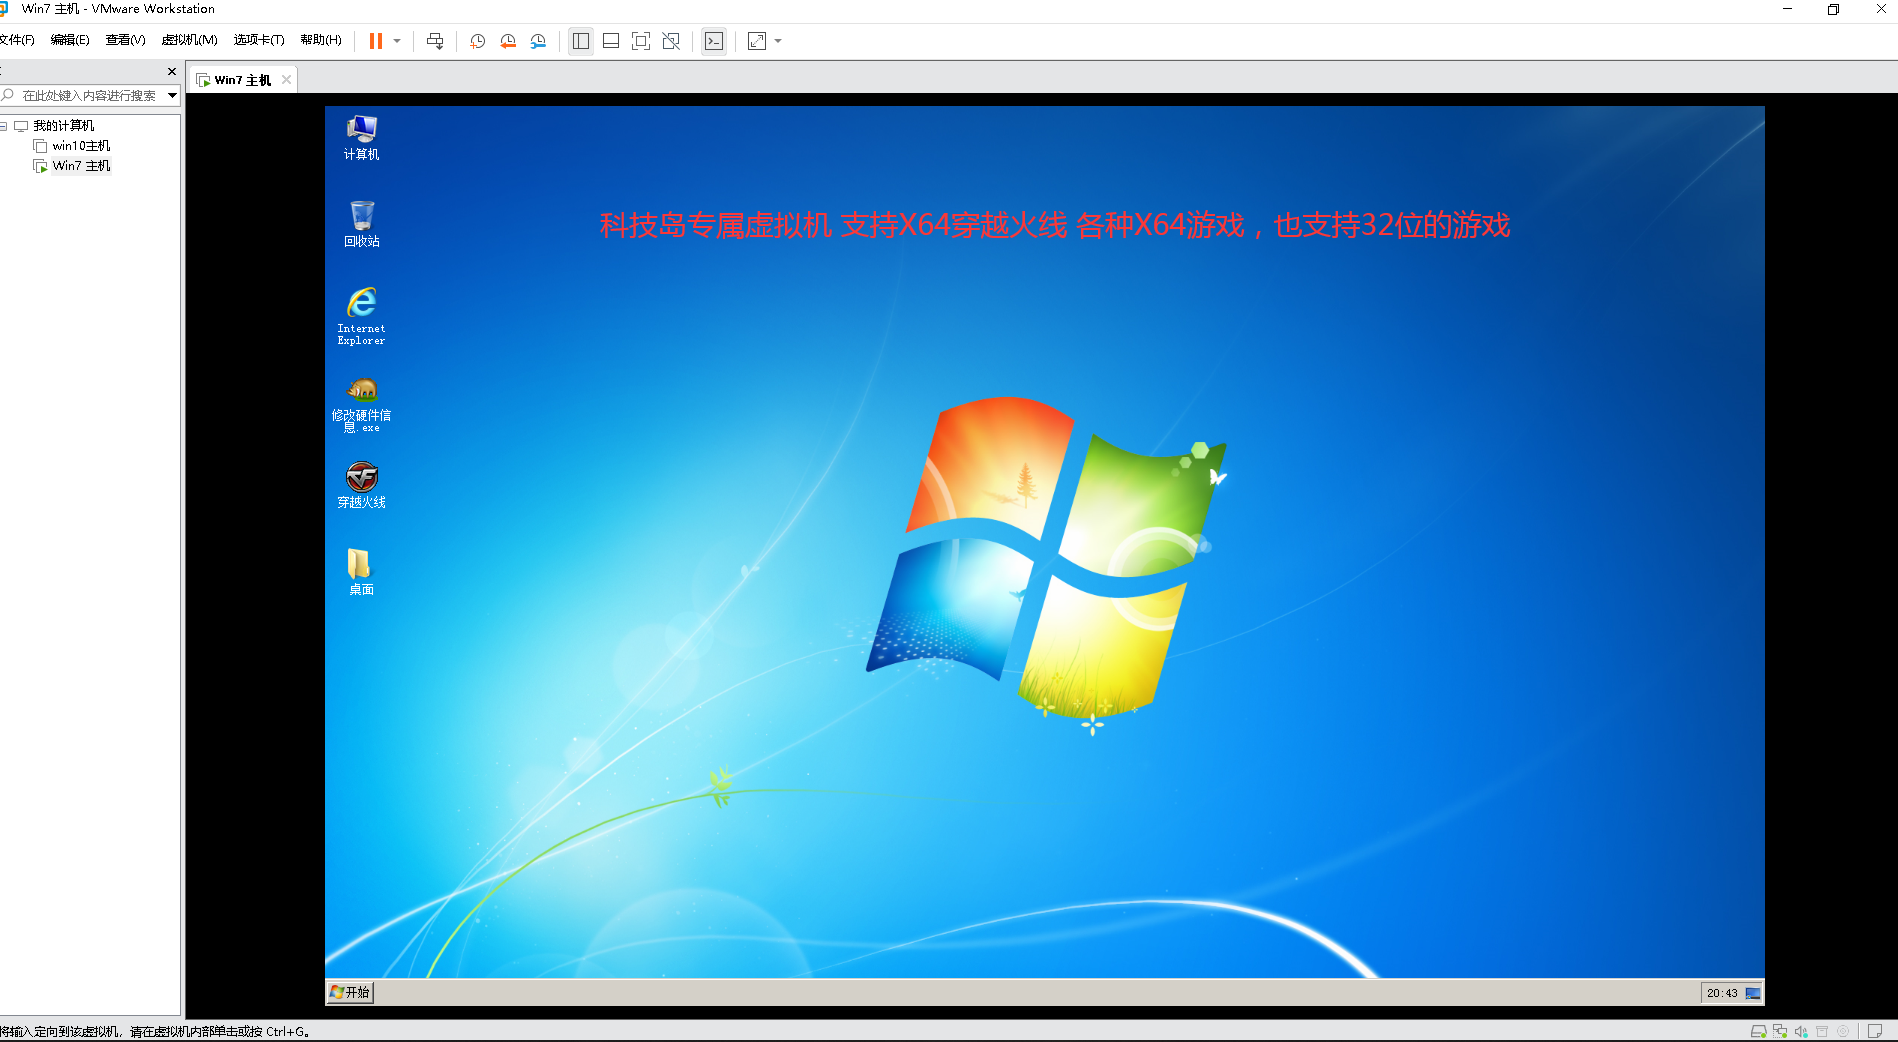 Win7 主机 - VMware Workstation
文件(F) 编辑(E) 查看(V) 虚拟机(M) 选项卡(T) 帮助(H)
在此处键入内容进行搜索
Win7 主机
我的计算机
win10主机
Win7 主机
计算机
科技岛专属虚拟机 支持X64穿越火线 各种X64游戏，也支持32位的游戏
回收站
Internet
Explorer
修改硬件信
息.exe
穿越火线
桌面
开始
20:43
将输入定向到该虚拟机，请在虚拟机内部单击或按 Ctrl+G。